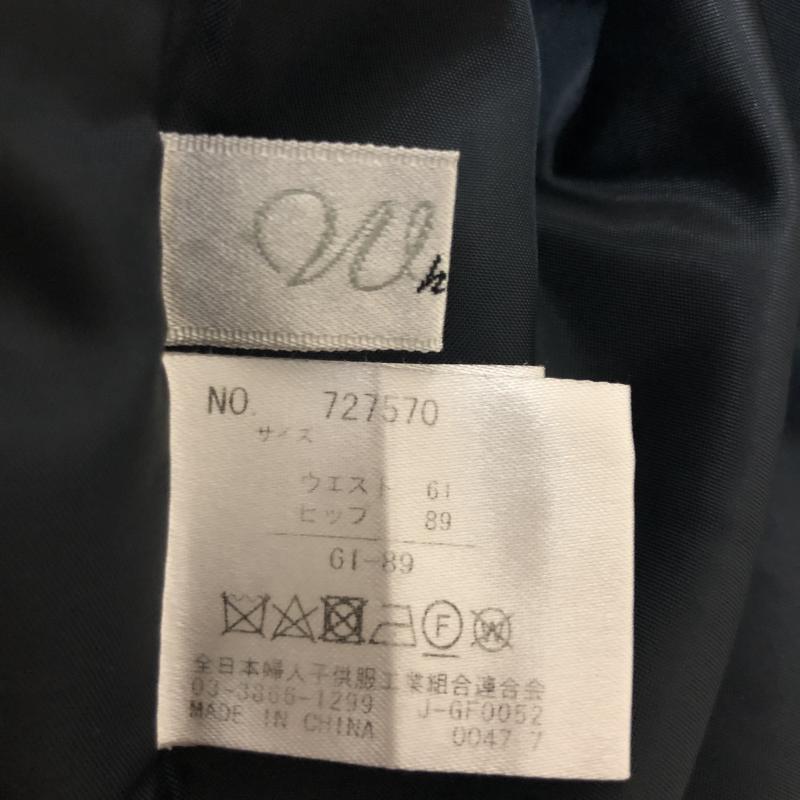 Wh
NO. 727570
サイズ
ウエスト 61
ヒップ 89
61-89
F W
全日本婦人子供服工業組合連合会
03-3866-1299 J-GF0052
MADE IN CHINA 0047 7